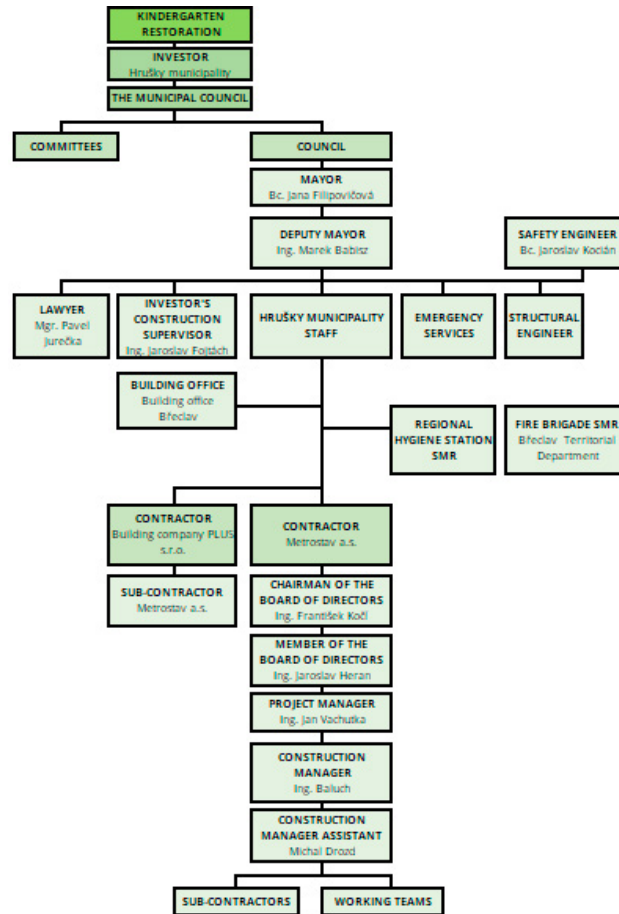 KINDERGARTEN
RESTORATION
INVESTOR
Hrušky municipality
THE MUNICIPAL COUNCIL
COMMITTEES
COUNCIL
MAYOR
Bc. Jana Filipovičová
DEPUTY MAYOR
Ing. Marek Babisz
SAFETY ENGINEER
Bc. Jaroslav Kocián
LAWYER
Mgr. Pavel
Jurečka
INVESTOR'S
CONSTRUCTION
SUPERVISOR
Ing. Jaroslav Fojtách
HRUŠKY MUNICIPALITY
STAFF
EMERGENCY
SERVICES
STRUCTURAL
ENGINEER
BUILDING OFFICE
Building office
Břeclav
REGIONAL
HYGIENE STATION
SMR
FIRE BRIGADE SMR
Břeclav Territorial
Department
CONTRACTOR
Building company PLUS
s.r.o.
CONTRACTOR
Metrostav a.s.
SUB-CONTRACTOR
Metrostav a.s.
CHAIRMAN OF THE
BOARD OF DIRECTORS
Ing. František Kočí
MEMBER OF THE
BOARD OF DIRECTORS
Ing. Jaroslav Heran
PROJECT MANAGER
Ing. Jan Vachutka
CONSTRUCTION
MANAGER
Ing. Baluch
CONSTRUCTION
MANAGER ASSISTANT
Michal Drozd
SUB-CONTRACTORS
WORKING TEAMS